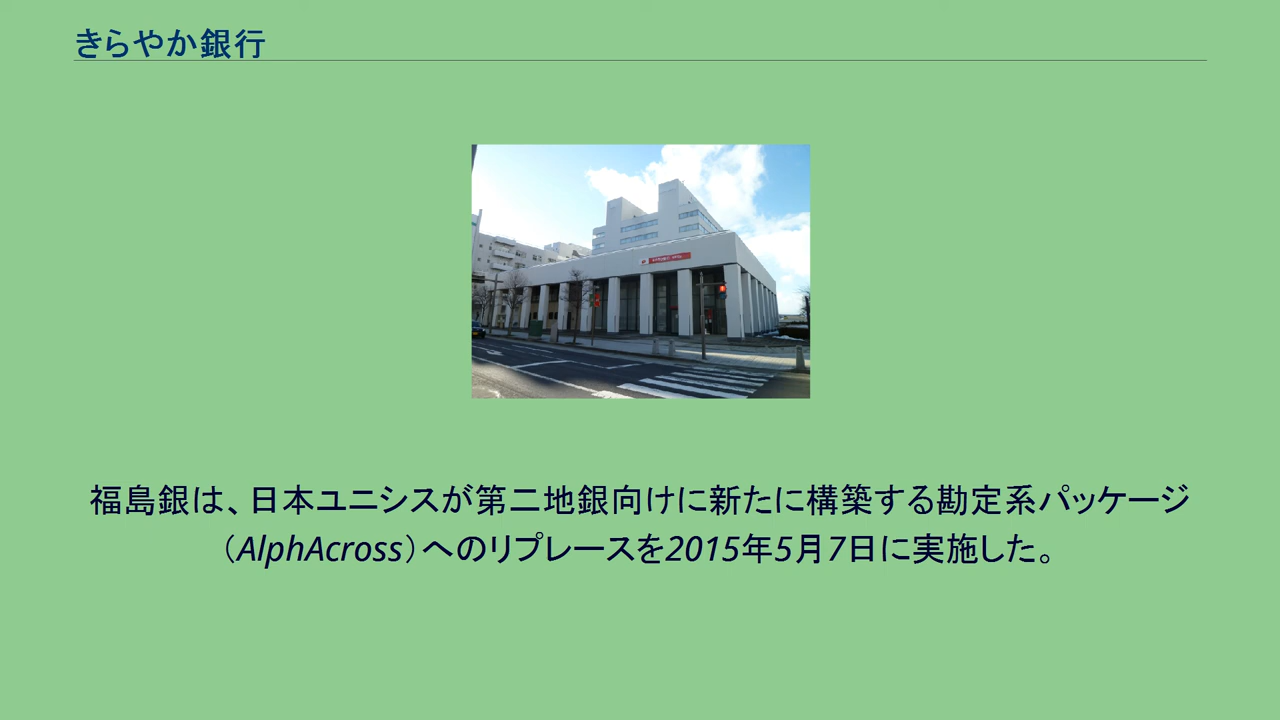 きらやか銀行
福島銀は、日本ユニシスが第二地銀向けに新たに構築する勘定系パッケージ
（AlphAcross）へのリプレースを2015年5月7日に実施した。